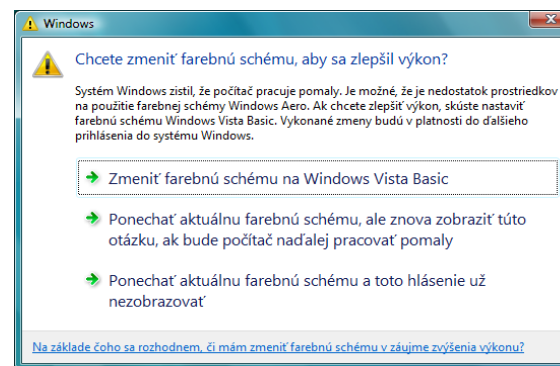 Windows
Chcete zmeniť farebnú schému, aby sa zlepšil výkon?
Systém Windows zistil, že počítač pracuje pomaly. Je možné, že je nedostatok prostriedkov
na použitie farebnej schémy Windows Aero. Ak chcete zlepšiť výkon, skúste nastaviť
farebnú schému Windows Vista Basic. Vykonané zmeny budú v platnosti do ďalšieho
prihlásenia do systému Windows.
Zmeniť farebnú schému na Windows Vista Basic
Ponechať aktuálnu farebnú schému, ale znova zobraziť túto
otázku, ak bude počítač naďalej pracovať pomaly
Ponechať aktuálnu farebnú schému a toto hlásenie už
nezobrazovať
Na základe čoho sa rozhodnem, či mám zmeniť farebnú schému v záujme zvýšenia výkonu?